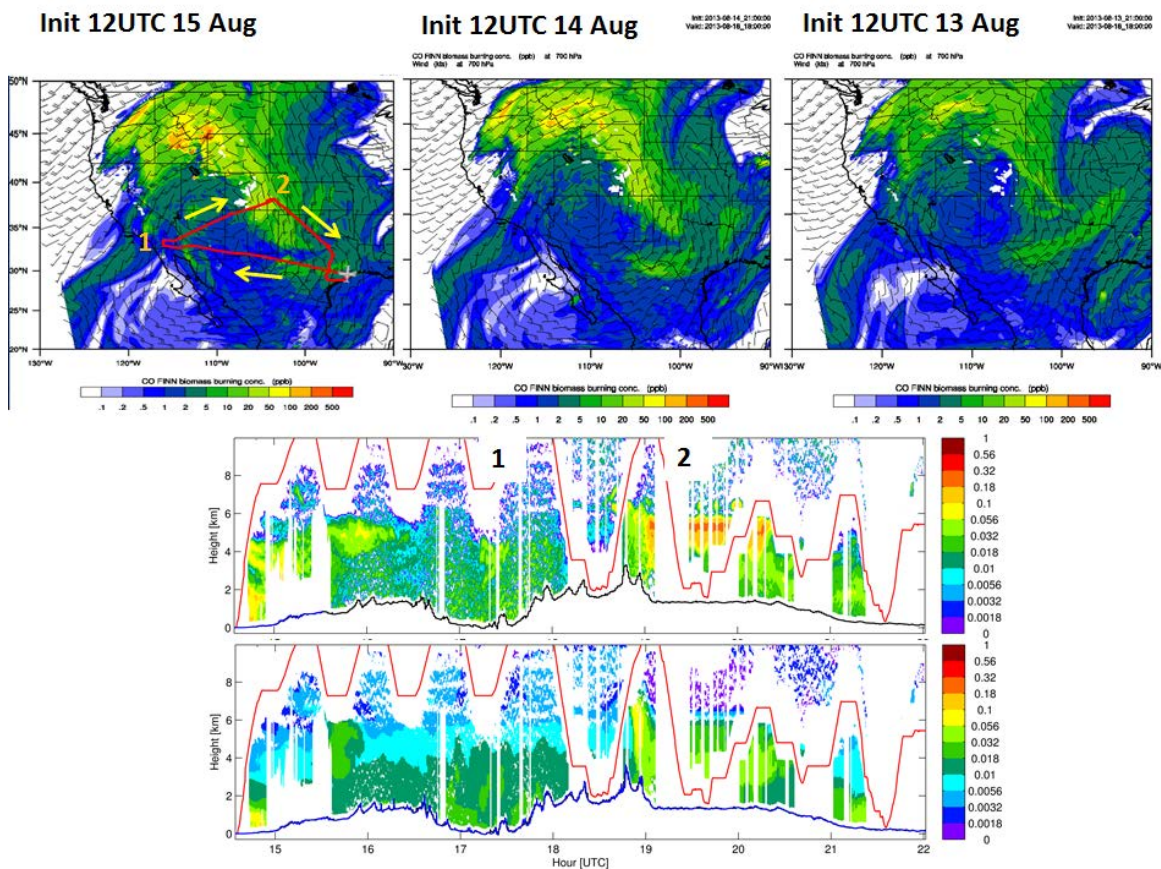 Init 12UTC 15 Aug
Init 12UTC 14 Aug
Init 12UTC 13 Aug
Init: 2013-08-14_21:00:00
Valid: 2013-08-16_18:00:00
Init: 2013-08-13_21:00:00
Valid: 2013-08-16_18:00:00
CO FINN biomass burning conc. (ppb) at 700 hPa
Wind (kts) at 700 hPa
CO FINN biomass burning conc. (ppb) at 700 hPa
Wind (kts) at 700 hPa
50°N
45°N
40°N
35°N
30°N
25°N
20°N
1
2
130°W 120°W 110°W 100°W 90°W
120°W 110°W 100°W 90°W
130°W 120°W 110°W 100°W 90°W
CO FINN biomass burning conc. (ppb)
CO FINN biomass burning conc. (ppb)
CO FINN biomass burning conc. (ppb)
.1 .2 .5 1 2 5 10 20 50 100 200 500
.1 .2 .5 1 2 5 10 20 50 100 200 500
.1 .2 .5 1 2 5 10 20 50 100 200 500
1
2
Height [km]
8
6
4
2
0
1
0.56
0.32
0.18
0.1
0.056
0.032
0.018
0.01
0.0056
0.0032
0.0018
0
Height [km]
8
6
4
2
0
15 16 17 18 19 20 21 22
Hour [UTC]
1
0.56
0.32
0.18
0.1
0.056
0.032
0.018
0.01
0.0056
0.0032
0.0018
0